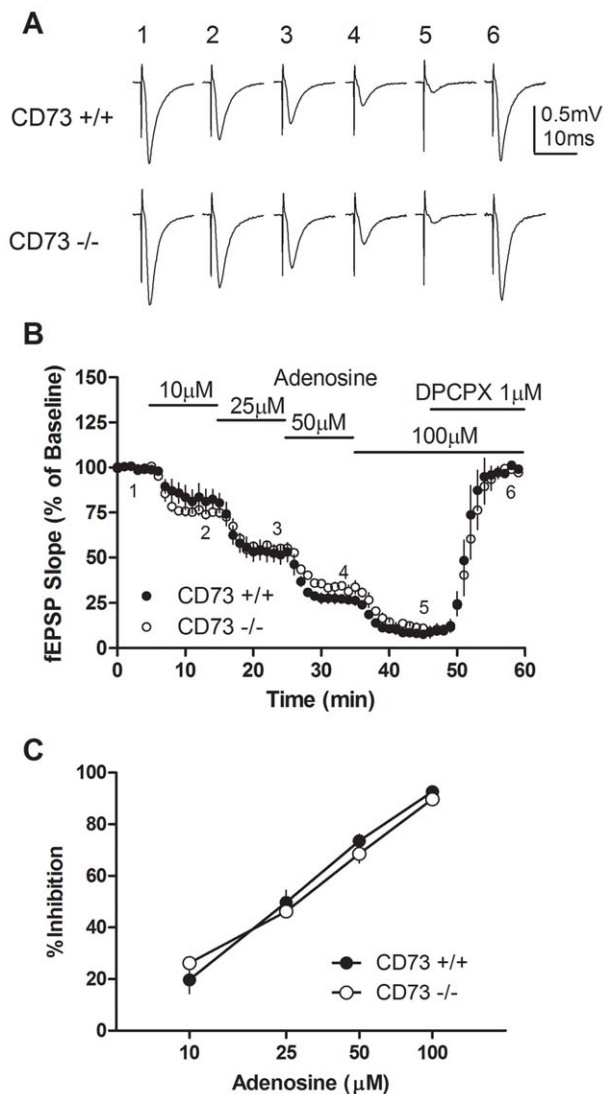 A
1 2 3 4 5 6
CD73 +/+
0.5mV
10ms
CD73 -/-
B
fEPSP Slope (% of Baseline)
150
125
100
75
50
25
0
Adenosine
10μM
25μM
50μM
100μM
DPCPX 1μM
1
2
3
4
5
6
CD73 +/+
CD73 -/-
0 10 20 30 40 50 60
Time (min)
C
%Inhibition
100
80
60
40
20
0
CD73 +/+
CD73 -/-
10 25 50 100
Adenosine (μM)